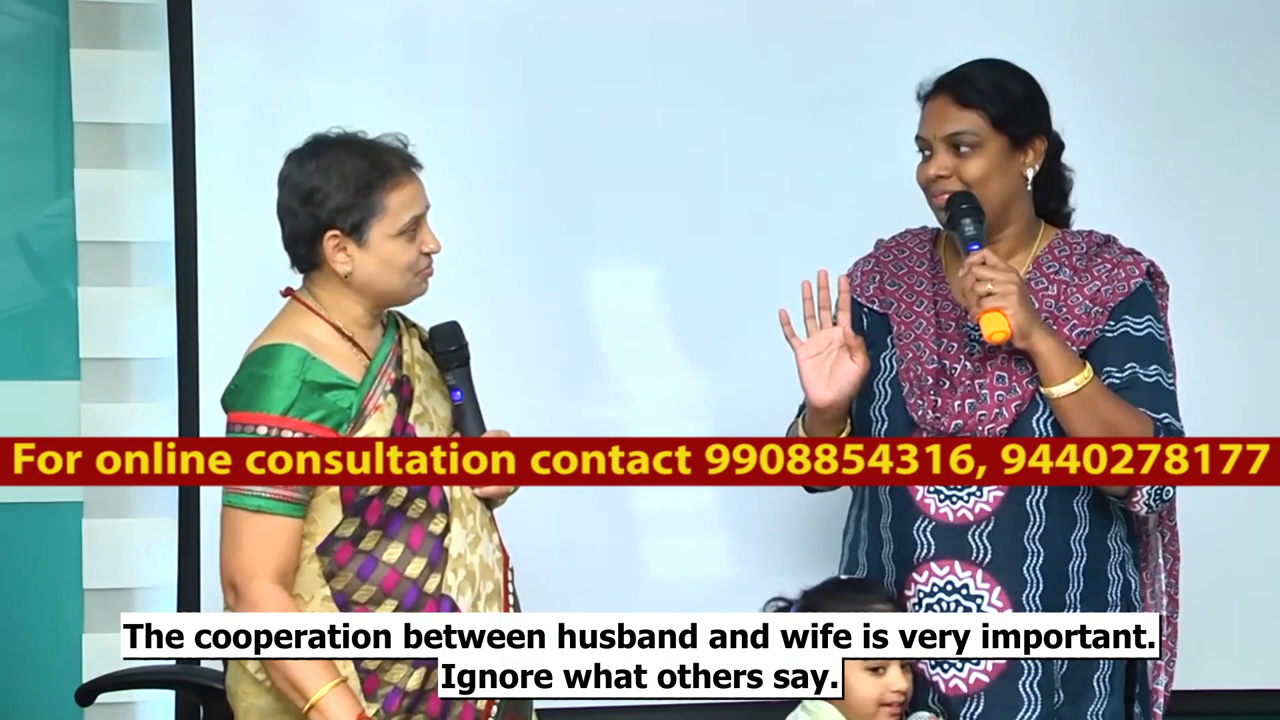 For online consultation contact 9908854316, 9440278177
The cooperation between husband and wife is very important.
Ignore what others say.